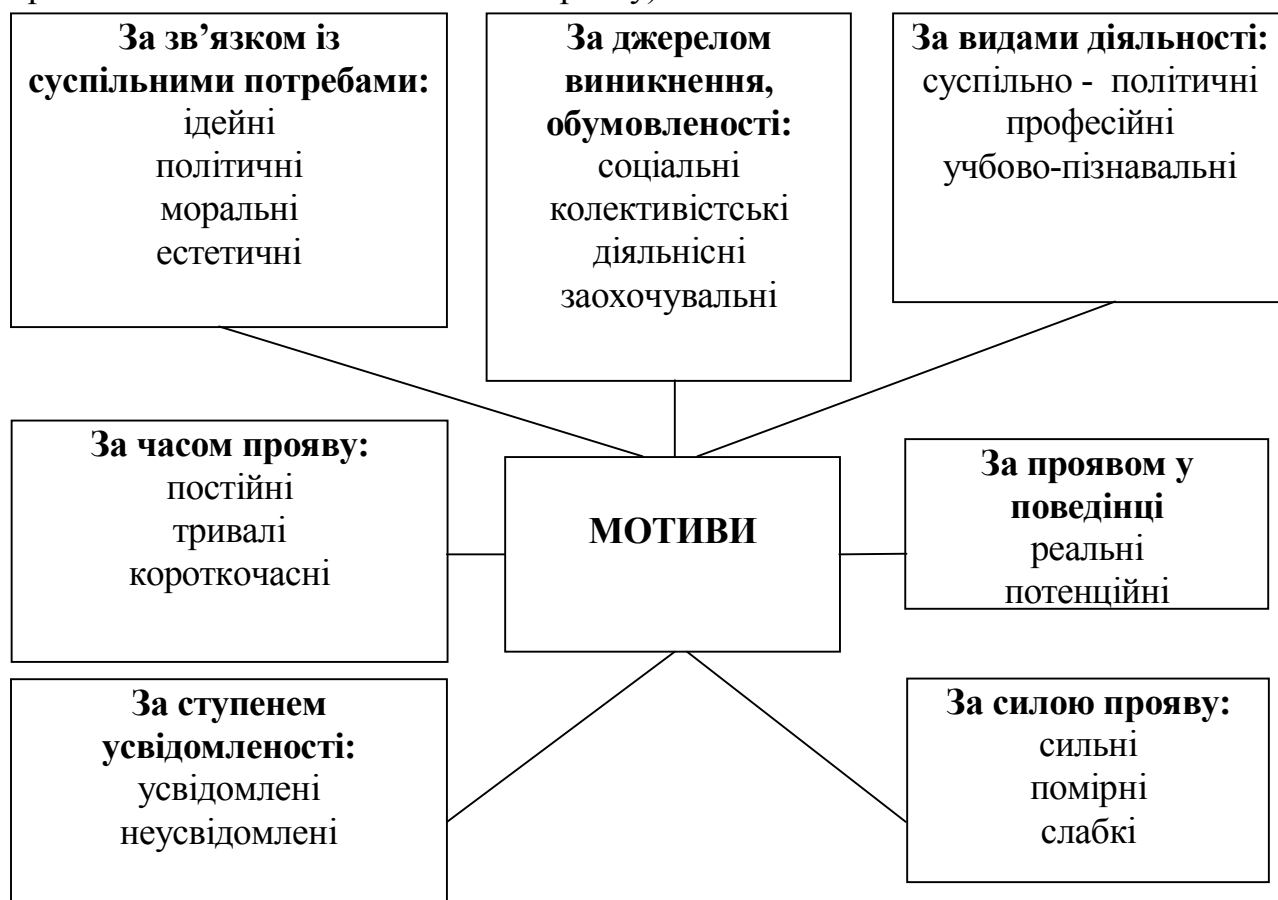 За зв’язком із
суспільними потребами:
ідейні
політичні
моральні
естетичні
За джерелом
виникнення,
обумовленості:
соціальні
колективістські
діяльнісні
заохочувальні
За видами діяльності:
суспільно -  політичні
професійні
учбово-пізнавальні
За часом прояву:
постійні
тривалі
короткочасні
МОТИВИ
За проявом у
поведінці
реальні
потенційні
За ступенем
усвідомленості:
усвідомлені
неусвідомлені
За силою прояву:
сильні
помірні
слабкі